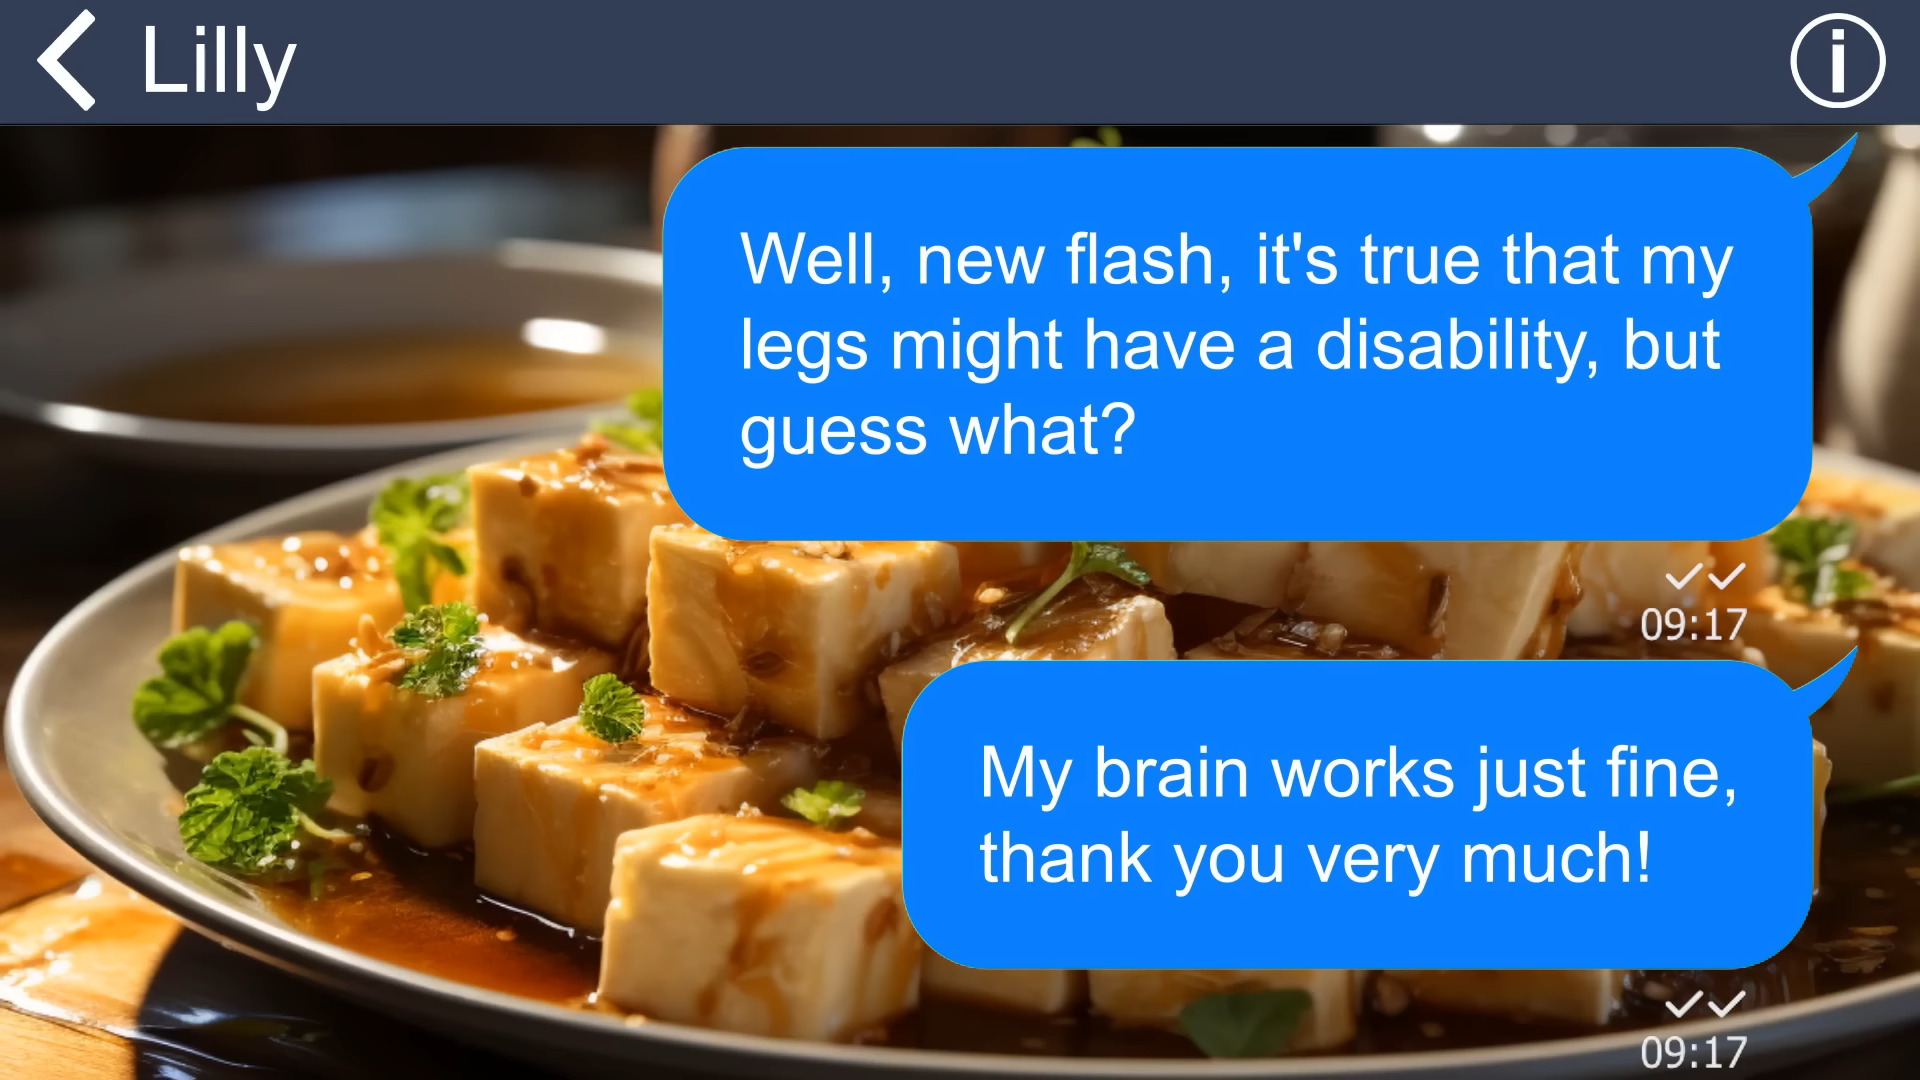 Lilly
Well, new flash, it's true that my
legs might have a disability, but
guess what?
09:17
My brain works just fine,
thank you very much!
09:17